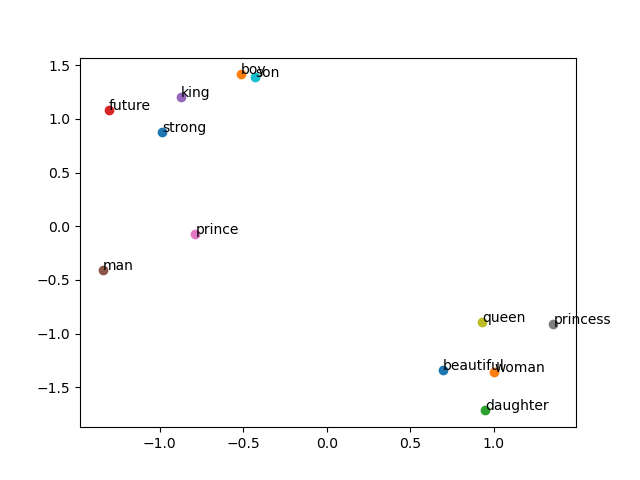 1.5
1.0
0.5
0.0
−0.5
−1.0
−1.5
boy
son
king
future
strong
prince
man
queen
princess
beautiful
woman
daughter
−1.0
−0.5
0.0
0.5
1.0